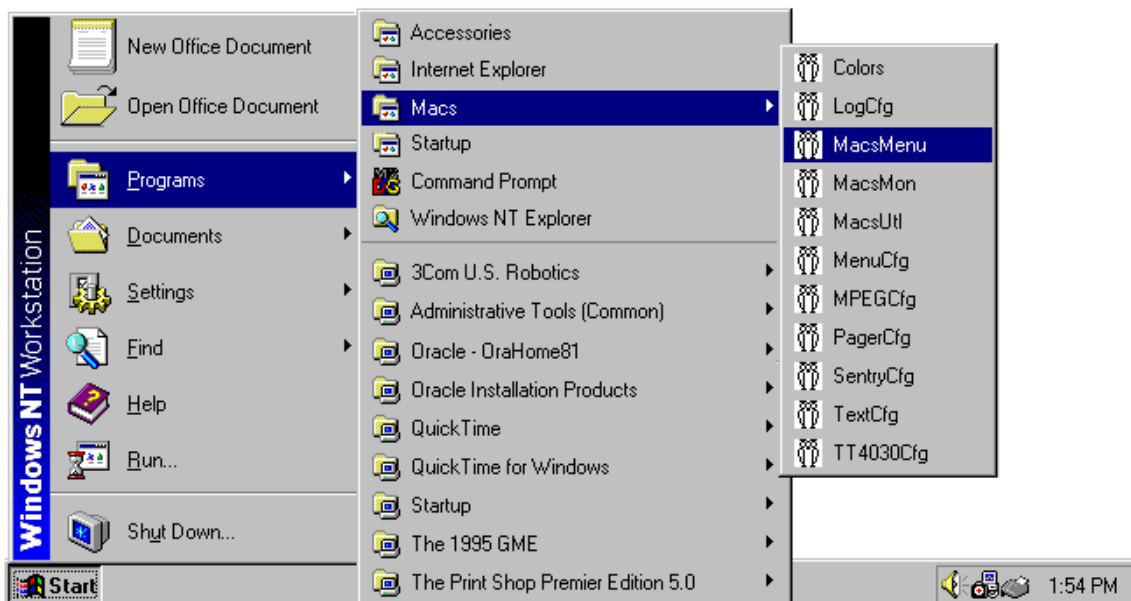 Windows NT Workstation
New Office Document
Open Office Document
Programs
Documents
Settings
Find
Help
Run...
Shut Down...
Accessories
Internet Explorer
Macs
Startup
Command Prompt
Windows NT Explorer
3Com U.S. Robotics
Administrative Tools (Common)
Oracle - OraHome81
Oracle Installation Products
QuickTime
QuickTime for Windows
Startup
The 1995 GME
The Print Shop Premier Edition 5.0
Colors
LogCfg
MacsMenu
MacsMon
MacsUtl
MenuCfg
MPEGCfg
PagerCfg
SentryCfg
TextCfg
TT4030Cfg
Start
1:54 PM